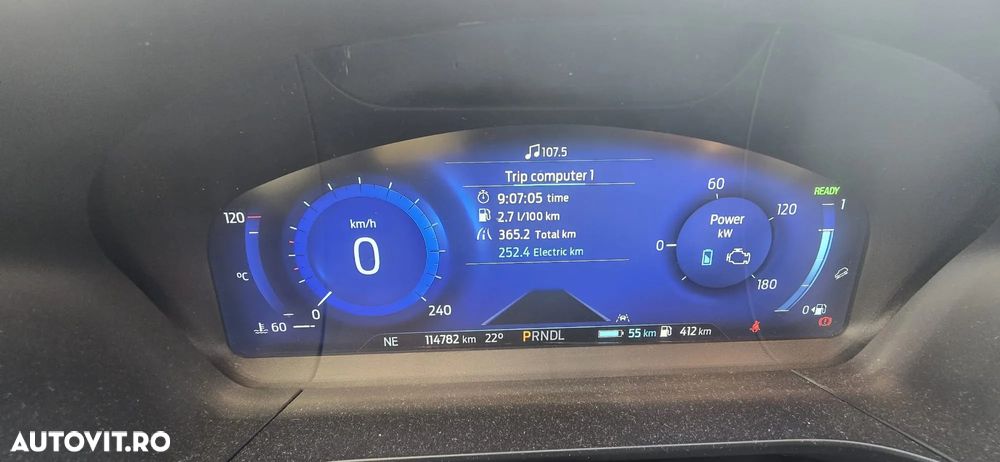 107.5
Trip computer 1
9:07:05 time
2.7 l/100 km
365.2 Total km
252.4 Electric km
120
°C
60
km/h
0
0
240
60
120
180
0
Power
kW
READY
1
0
NE 114782 km 22° PRNDL 55 km 412 km
AUTOVIT.RO